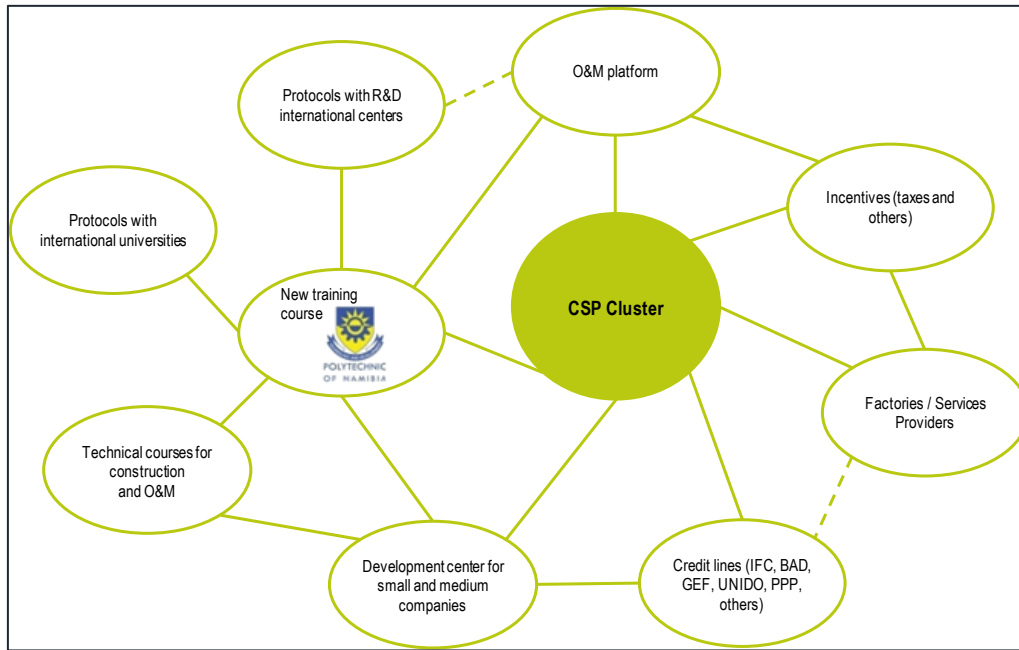 O&M platform
Protocols with R&D
international centers
Incentives (taxes and
others)
Protocols with
international universities
New training
course
POLYTECHNIC
OF NAMIBIA
CSP Cluster
Factories / Services
Providers
Technical courses for
construction
and O&M
Development center for
small and medium
companies
Credit lines (IFC, BAD,
GEF, UNIDO, PPP,
others)